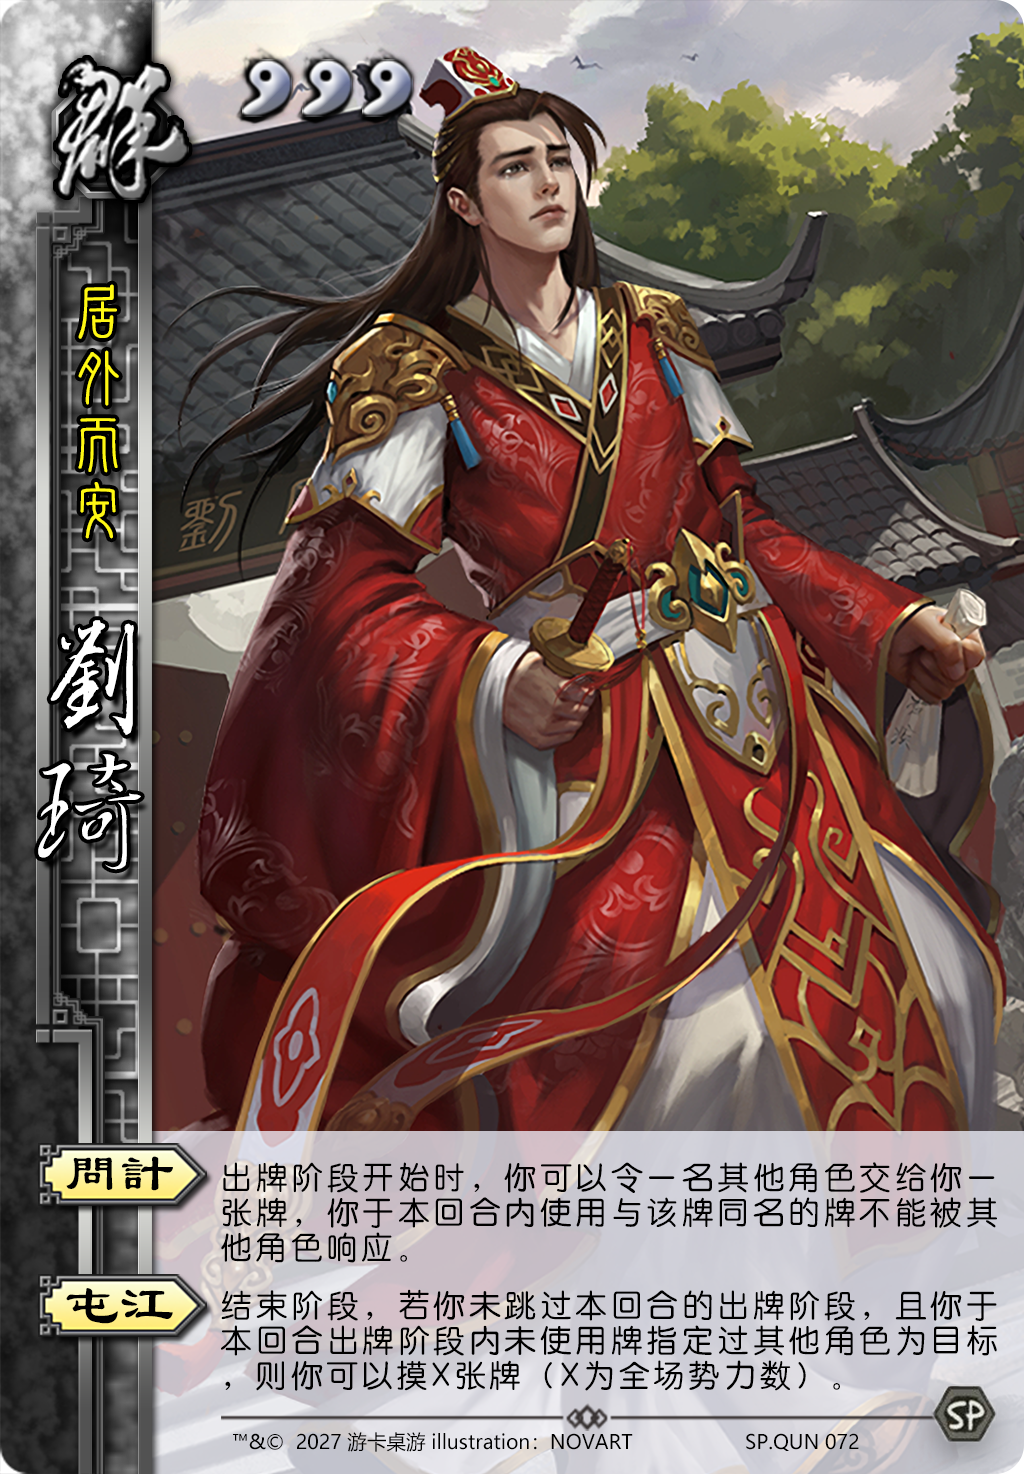 群
999
居外而安
劉琦
劉
問計
出牌阶段开始时，你可以令一名其他角色交给你一
张牌，你于本回合内使用与该牌同名的牌不能被其
他角色响应。
屯江
结束阶段，若你未跳过本回合的出牌阶段，且你于
本回合出牌阶段内未使用牌指定过其他角色为目标
，则你可以摸X张牌（X为全场势力数）。
SP
™&© 2027 游卡桌游 illustration：NOVART
SP.QUN 072